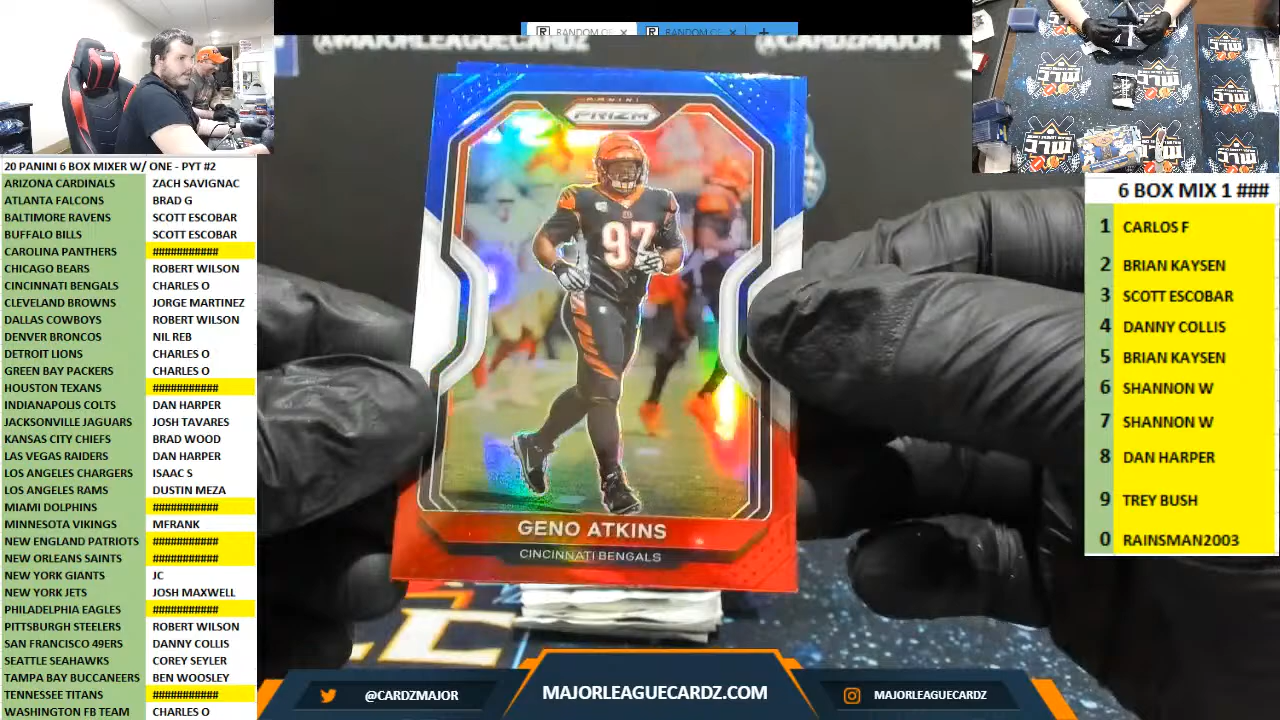 RANDOM
RANDOM
@MAJORLEAGUECARDZ
@CARDZMAJOR
20 PANINI 6 BOX MIXER W/ ONE - PYT #2
ARIZONA CARDINALS ZACH SAVIGNAC
ATLANTA FALCONS BRAD G
BALTIMORE RAVENS SCOTT ESCOBAR
BUFFALO BILLS SCOTT ESCOBAR
CAROLINA PANTHERS ###########
CHICAGO BEARS ROBERT WILSON
CINCINNATI BENGALS CHARLES O
CLEVELAND BROWNS JORGE MARTINEZ
DALLAS COWBOYS ROBERT WILSON
DENVER BRONCOS NIL REB
DETROIT LIONS CHARLES O
GREEN BAY PACKERS CHARLES O
HOUSTON TEXANS ###########
INDIANAPOLIS COLTS DAN HARPER
JACKSONVILLE JAGUARS JOSH TAVARES
KANSAS CITY CHIEFS BRAD WOOD
LAS VEGAS RAIDERS DAN HARPER
LOS ANGELES CHARGERS ISAAC S
LOS ANGELES RAMS DUSTIN MEZA
MIAMI DOLPHINS ###########
MINNESOTA VIKINGS MFRANK
NEW ENGLAND PATRIOTS ###########
NEW ORLEANS SAINTS ###########
NEW YORK GIANTS JC
NEW YORK JETS JOSH MAXWELL
PHILADELPHIA EAGLES ###########
PITTSBURGH STEELERS ROBERT WILSON
SAN FRANCISCO 49ERS DANNY COLLIS
SEATTLE SEAHAWKS COREY SEYLER
TAMPA BAY BUCCANEERS BEN WOOSLEY
TENNESSEE TITANS ###########
WASHINGTON FB TEAM CHARLES O
PANINI
PRIZM
97
GENO ATKINS
CINCINNATI BENGALS
6 BOX MIX 1 ###
1 CARLOS F
2 BRIAN KAYSEN
3 SCOTT ESCOBAR
4 DANNY COLLIS
5 BRIAN KAYSEN
6 SHANNON W
7 SHANNON W
8 DAN HARPER
9 TREY BUSH
0 RAINSMAN2003
@CARDZMAJOR
MAJORLEAGUECARDZ.COM
MAJORLEAGUECARDZ